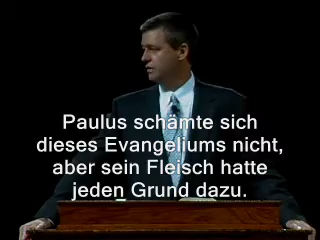 Paulus schämte sich
dieses Evangeliums nicht,
aber sein Fleisch hatte
jeden Grund dazu.